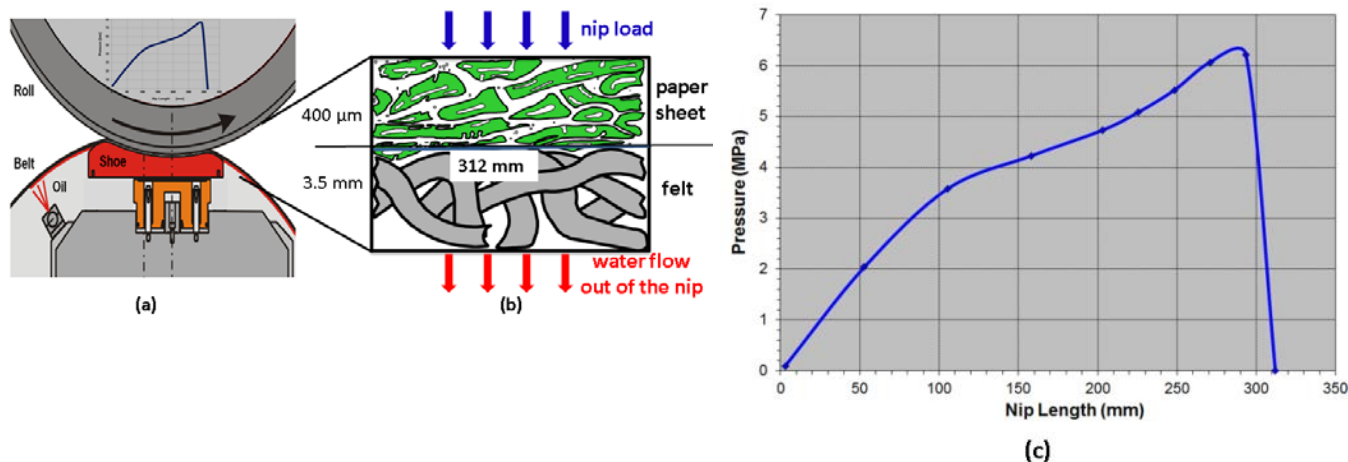 Roll
Belt
Oil
Shoe
(a)
nip load
400 µm
paper
sheet
312 mm
3.5 mm
felt
water flow
out of the nip
(b)
7
6
5
4
3
2
1
0
Pressure (MPa)
0 50 100 150 200 250 300 350
Nip Length (mm)
(c)